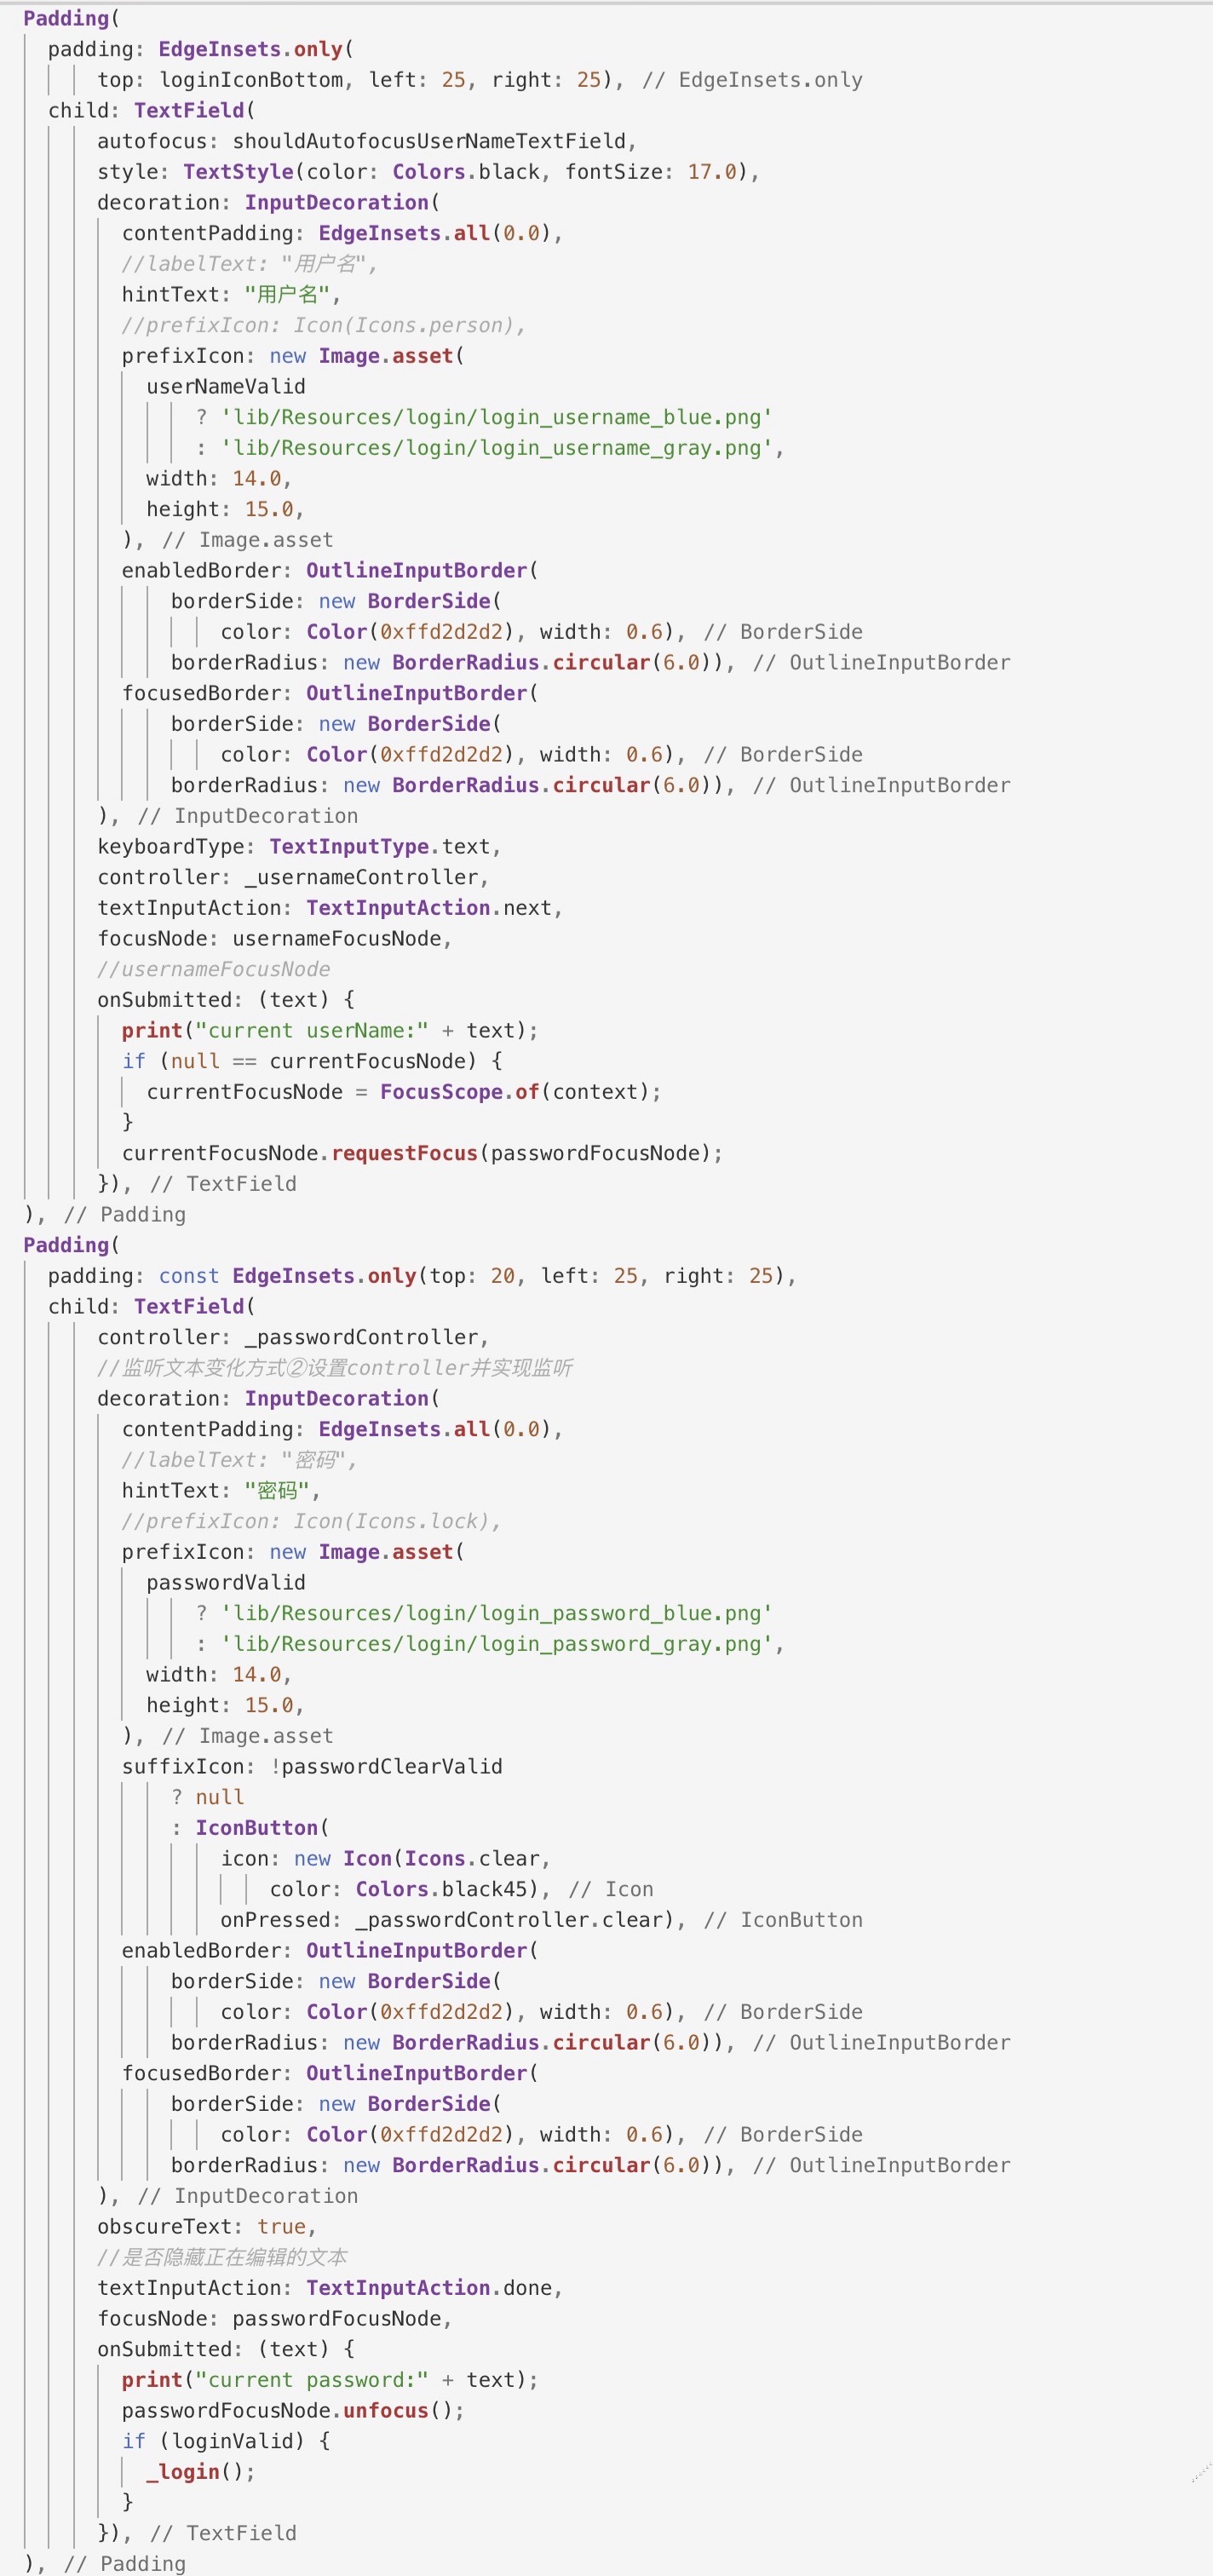 Padding(
padding: EdgeInsets.only(
top: loginIconBottom, left: 25, right: 25), // EdgeInsets.only
child: TextField(
autofocus: shouldAutofocusUserNameTextField,
style: TextStyle(color: Colors.black, fontSize: 17.0),
decoration: InputDecoration(
contentPadding: EdgeInsets.all(0.0),
//labelText: "用户名",
hintText: "用户名",
//prefixIcon: Icon(Icons.person),
prefixIcon: new Image.asset(
userNameValid
? 'lib/Resources/login/login_username_blue.png'
: 'lib/Resources/login/login_username_gray.png',
width: 14.0,
height: 15.0,
), // Image.asset
enabledBorder: OutlineInputBorder(
borderSide: new BorderSide(
color: Color(0xffd2d2d2), width: 0.6), // BorderSide
borderRadius: new BorderRadius.circular(6.0)), // OutlineInputBorder
focusedBorder: OutlineInputBorder(
borderSide: new BorderSide(
color: Color(0xffd2d2d2), width: 0.6), // BorderSide
borderRadius: new BorderRadius.circular(6.0)), // OutlineInputBorder
), // InputDecoration
keyboardType: TextInputType.text,
controller: _usernameController,
textInputAction: TextInputAction.next,
focusNode: usernameFocusNode,
//usernameFocusNode
onSubmitted: (text) {
print("current userName:" + text);
if (null == currentFocusNode) {
currentFocusNode = FocusScope.of(context);
}
currentFocusNode.requestFocus(passwordFocusNode);
}), // TextField
), // Padding
Padding(
padding: const EdgeInsets.only(top: 20, left: 25, right: 25),
child: TextField(
controller: _passwordController,
//监听文本变化方式②设置controller并实现监听
decoration: InputDecoration(
contentPadding: EdgeInsets.all(0.0),
//labelText: "密码",
hintText: "密码",
//prefixIcon: Icon(Icons.lock),
prefixIcon: new Image.asset(
passwordValid
? 'lib/Resources/login/login_password_blue.png'
: 'lib/Resources/login/login_password_gray.png',
width: 14.0,
height: 15.0,
), // Image.asset
suffixIcon: !passwordClearValid
? null
: IconButton(
icon: new Icon(Icons.clear,
color: Colors.black45), // Icon
onPressed: _passwordController.clear), // IconButton
enabledBorder: OutlineInputBorder(
borderSide: new BorderSide(
color: Color(0xffd2d2d2), width: 0.6), // BorderSide
borderRadius: new BorderRadius.circular(6.0)), // OutlineInputBorder
focusedBorder: OutlineInputBorder(
borderSide: new BorderSide(
color: Color(0xffd2d2d2), width: 0.6), // BorderSide
borderRadius: new BorderRadius.circular(6.0)), // OutlineInputBorder
), // InputDecoration
obscureText: true,
//是否隐藏正在编辑的文本
textInputAction: TextInputAction.done,
focusNode: passwordFocusNode,
onSubmitted: (text) {
print("current password:" + text);
passwordFocusNode.unfocus();
if (loginValid) {
_login();
}
}), // TextField
), // Padding